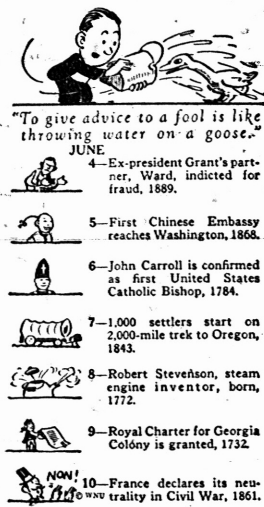 "To give advice to a fool is like
throwing water on a goose."
JUNE
4—Ex-president Grant's part-
ner, Ward, indicted for
fraud, 1889.
5—First Chinese Embassy
reaches Washington, 1868.
6—John Carroll is confirmed
as first United States
Catholic Bishop, 1784.
7—1,000 settlers start on
2,000-mile trek to Oregon,
1843.
8—Robert Stevenson, steam
engine inventor, born,
1772.
9—Royal Charter for Georgia
Colony is granted, 1732.
NON!
10—France declares its neu-
© WNU trality in Civil War, 1861.